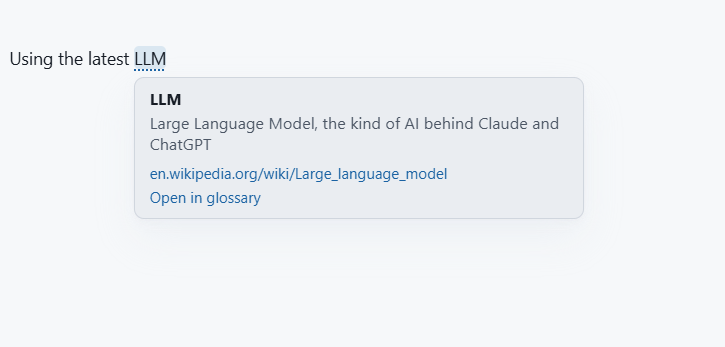 Using the latest LLM
LLM
Large Language Model, the kind of AI behind Claude and
ChatGPT
en.wikipedia.org/wiki/Large_language_model
Open in glossary